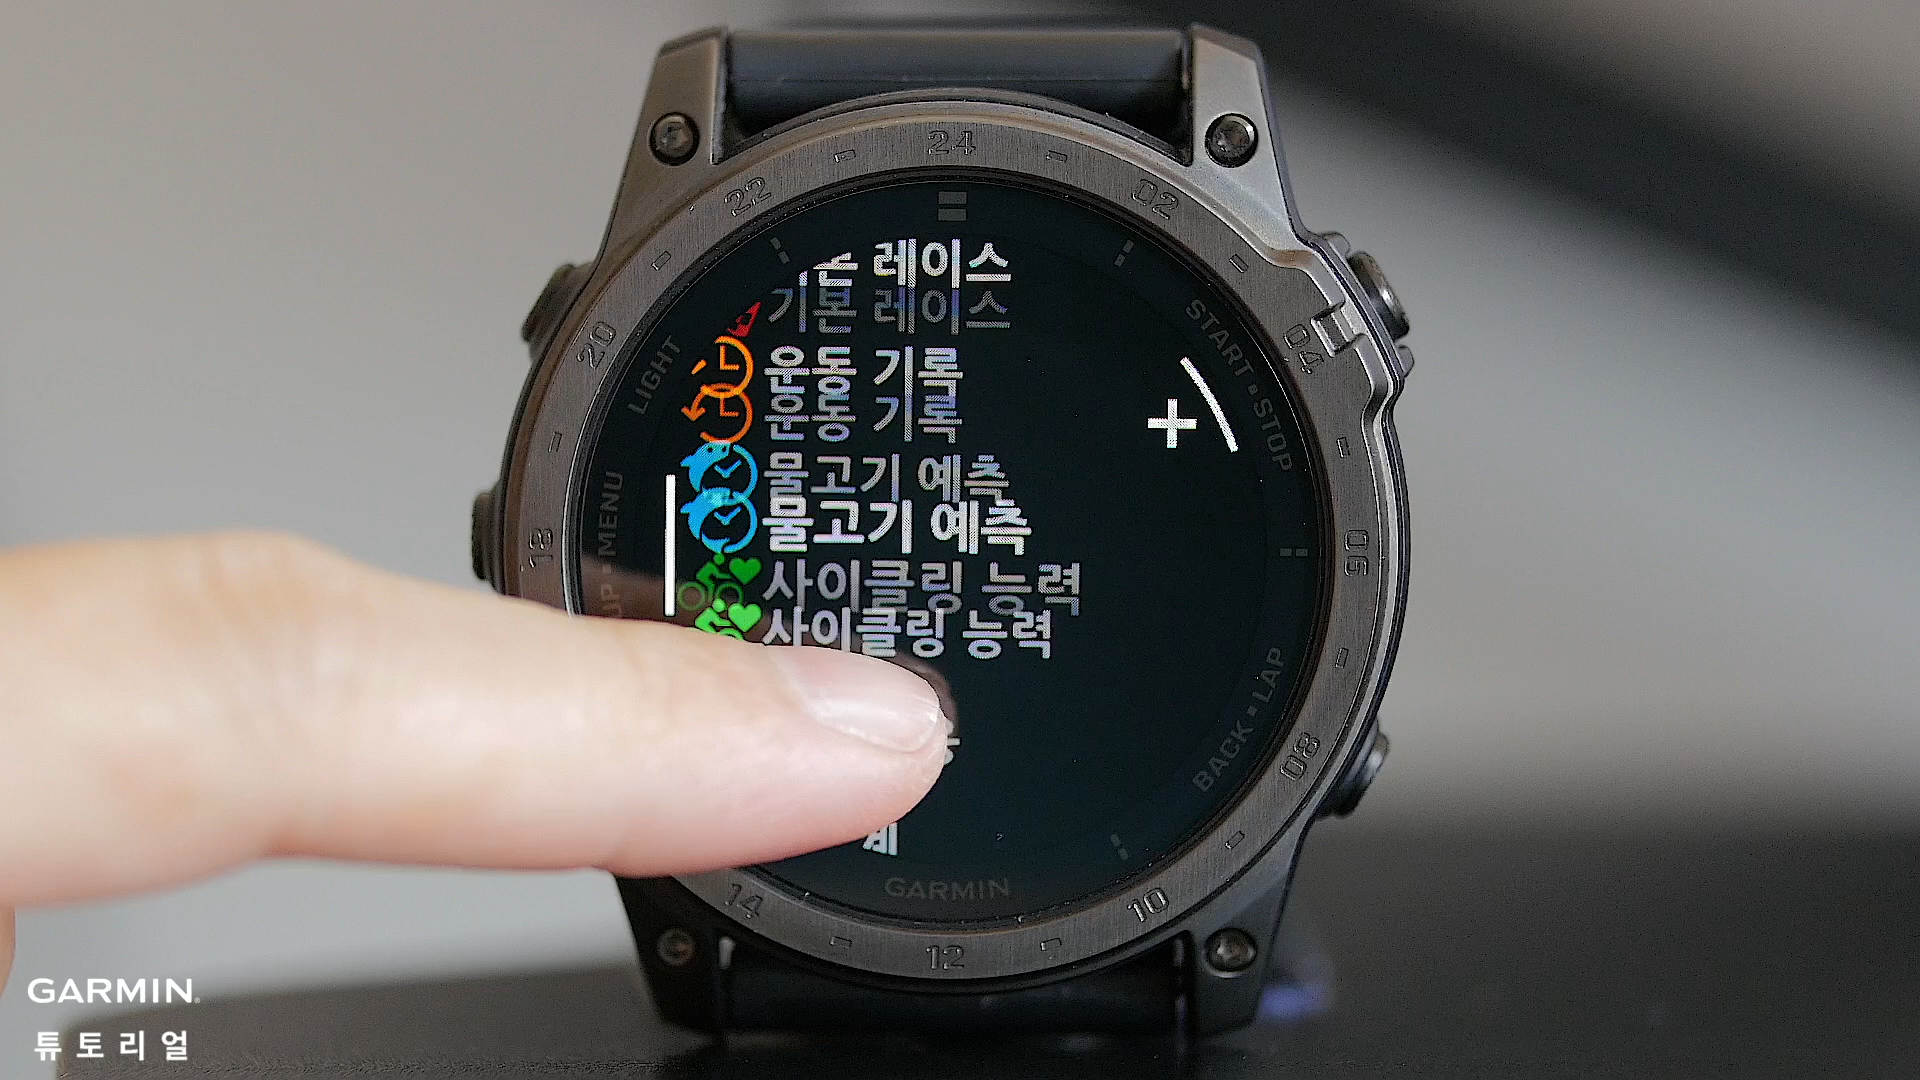 24
22
02
기본 레이스
기본 레이스
20
LIGHT
START•STOP
04
운동 기록
운동 기록
물고기 예측
물고기 예측
18
UP•MENU
06
사이클링 능력
사이클링 능력
BACK•LAP
08
GARMIN
14
10
12
GARMIN
튜토리얼